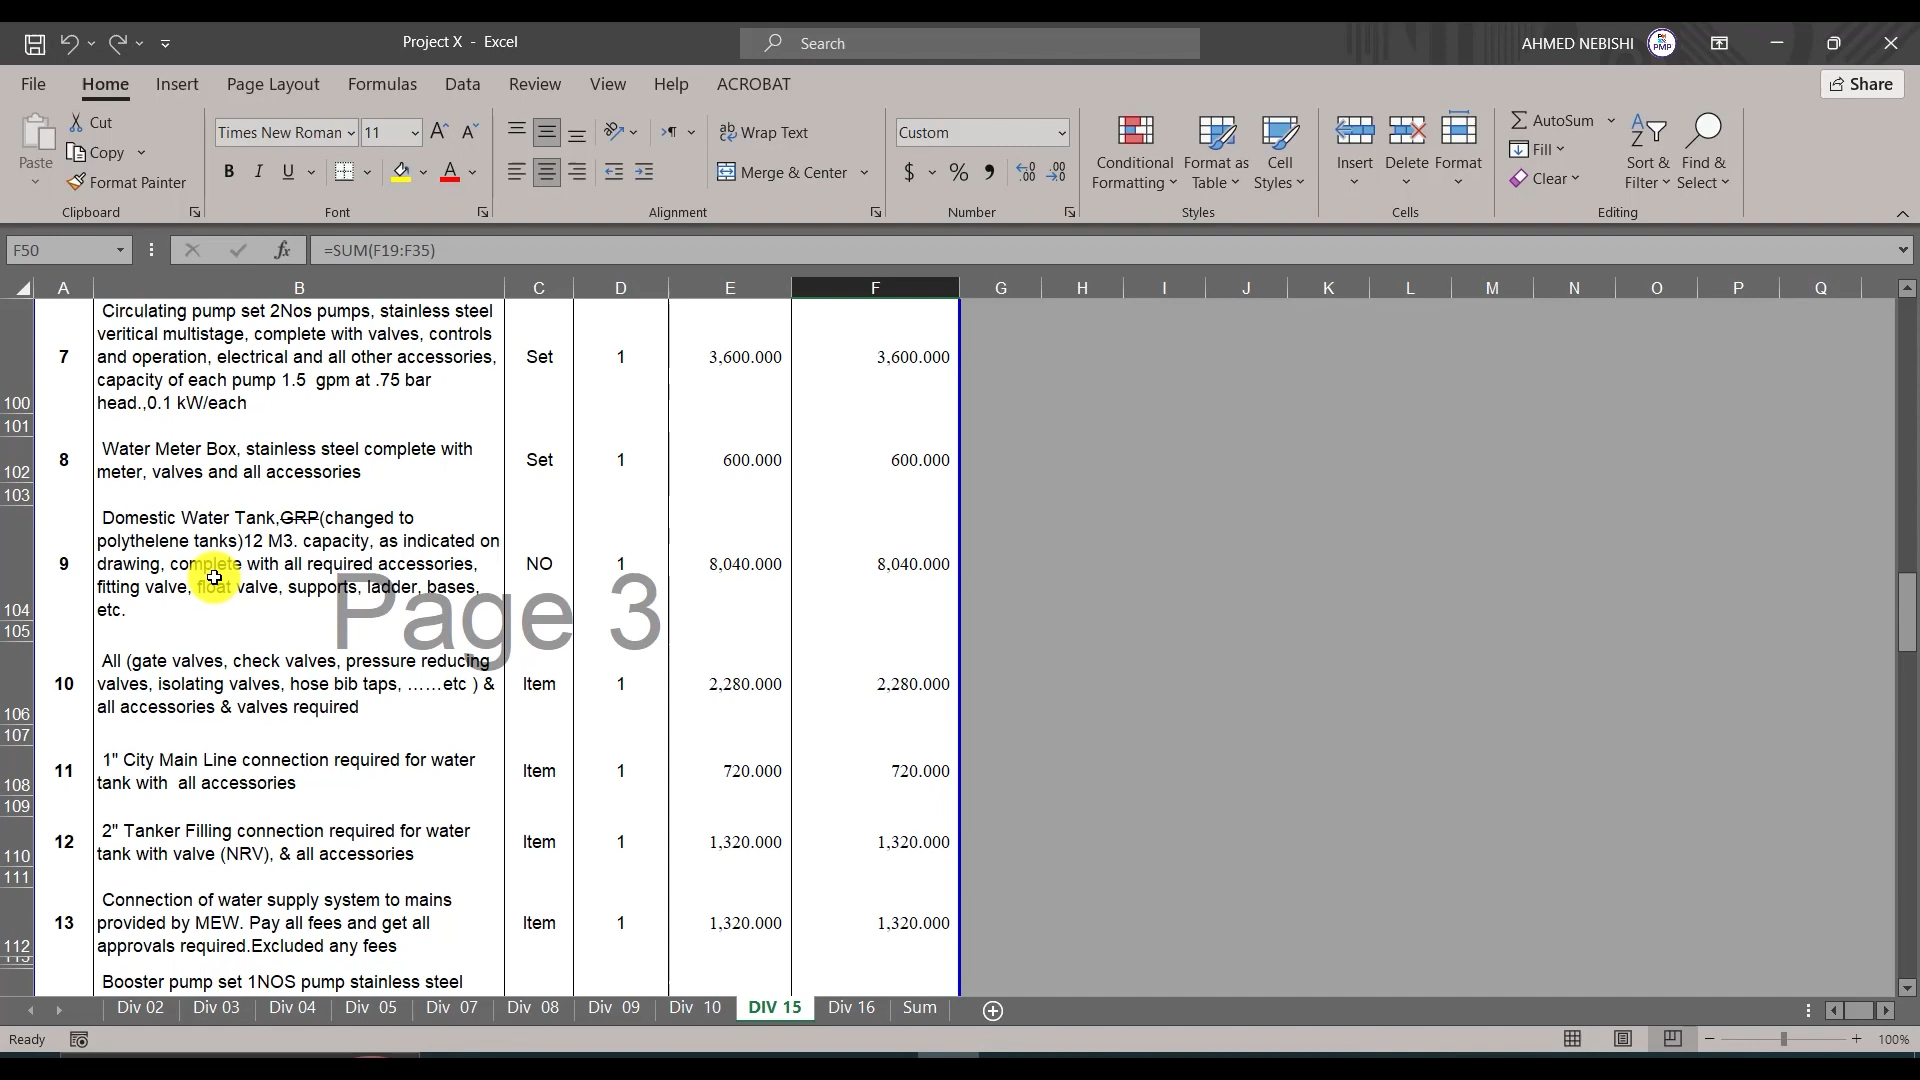 Project X - Excel
Search
AHMED NEBISHI
PM
PMP
File Home Insert Page Layout Formulas Data Review View Help ACROBAT
Share
Paste
Cut
Copy
Format Painter
Clipboard
Times New Roman 11
B I U
Font
Wrap Text
Merge & Center
Alignment
Custom
$ % ,
Number
Conditional Formatting
Format as Table
Cell Styles
Styles
Insert Delete Format
Cells
AutoSum
Fill
Clear
Sort & Filter
Find & Select
Editing
F50
fx
=SUM(F19:F35)
A B C D E F G H I J K L M N O P Q
Circulating pump set 2Nos pumps, stainless steel
veritical multistage, complete with valves, controls
7 and operation, electrical and all other accessories, Set 1 3,600.000 3,600.000
capacity of each pump 1.5 gpm at .75 bar
100 head.,0.1 kW/each
101
8 Water Meter Box, stainless steel complete with Set 1 600.000 600.000
102 meter, valves and all accessories
103
Domestic Water Tank,GRP(changed to
polythelene tanks)12 M3. capacity, as indicated on
9 drawing, complete with all required accessories, NO 1 8,040.000 8,040.000
fitting valve, float valve, supports, ladder, bases,
104 etc.
Page 3
105
All (gate valves, check valves, pressure reducing
10 valves, isolating valves, hose bib taps, ……etc ) & Item 1 2,280.000 2,280.000
106 all accessories & valves required
107
11 1" City Main Line connection required for water Item 1 720.000 720.000
108 tank with all accessories
109
12 2" Tanker Filling connection required for water Item 1 1,320.000 1,320.000
110 tank with valve (NRV), & all accessories
111
Connection of water supply system to mains
13 provided by MEW. Pay all fees and get all Item 1 1,320.000 1,320.000
112 approvals required.Excluded any fees
Booster pump set 1NOS pump stainless steel
Div 02 Div 03 Div 04 Div 05 Div 07 Div 08 Div 09 Div 10 DIV 15 Div 16 Sum
Ready
100%